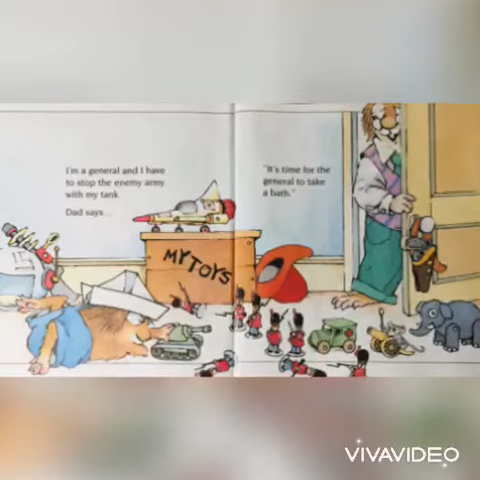 I'm a general and I have
to stop the enemy army
with my tank.
Dad says...
"It's time for the
general to take
a bath."
MY TOYS
VIVAVIDEO